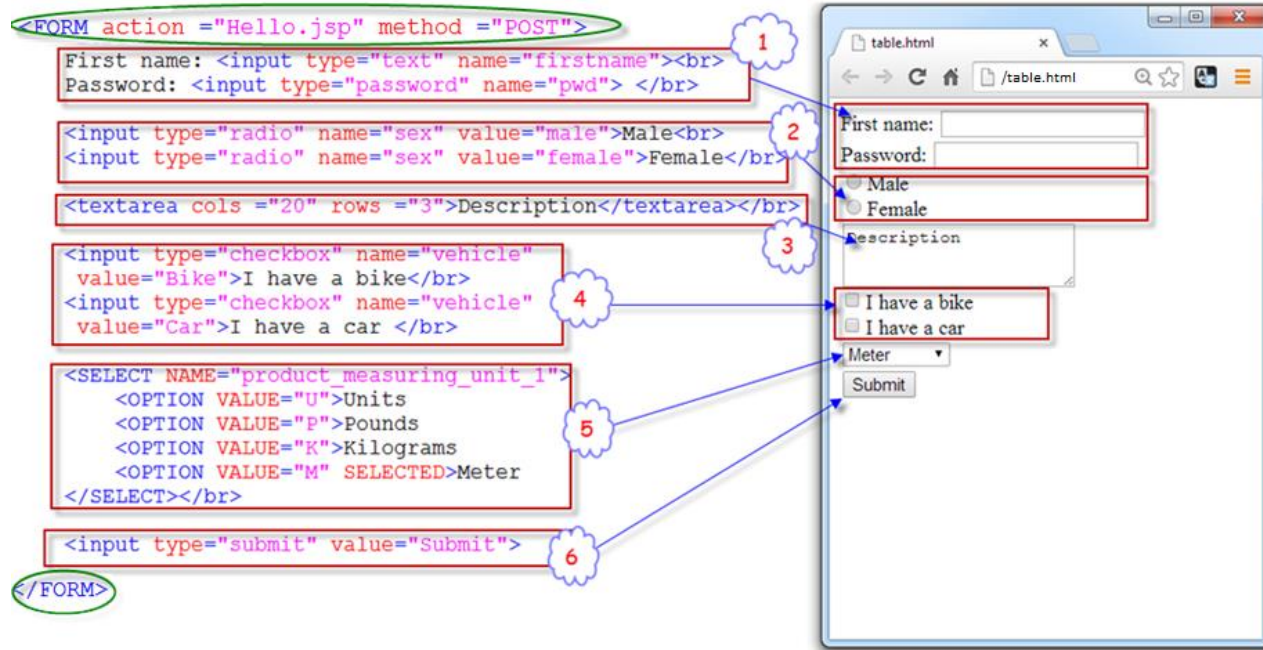 <FORM action ="Hello.jsp" method ="POST">
First name: <input type="text" name="firstname"><br>
Password: <input type="password" name="pwd"> </br>
1
<input type="radio" name="sex" value="male">Male<br>
<input type="radio" name="sex" value="female">Female</br>
2
<textarea cols ="20" rows ="3">Description</textarea></br>
3
<input type="checkbox" name="vehicle"
value="Bike">I have a bike</br>
<input type="checkbox" name="vehicle"
value="Car">I have a car </br>
4
<SELECT NAME="product_measuring_unit_1">
<OPTION VALUE="U">Units
<OPTION VALUE="P">Pounds
<OPTION VALUE="K">Kilograms
<OPTION VALUE="M" SELECTED>Meter
</SELECT></br>
5
<input type="submit" value="Submit">
6
</FORM>
table.html
/table.html
First name:
Password:
Male
Female
Description
I have a bike
I have a car
Meter
Submit